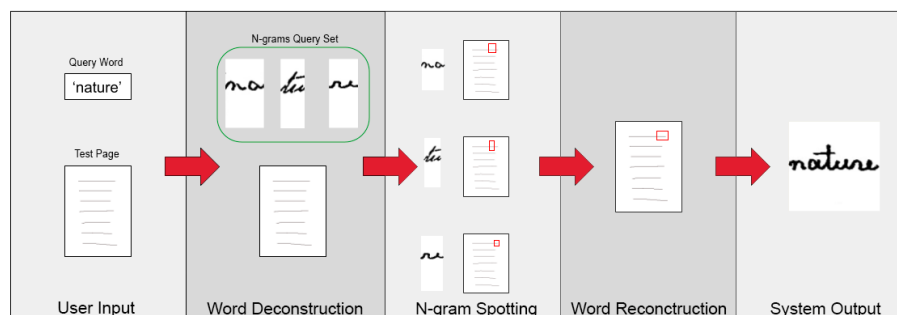 N-grams Query Set
Query Word
'nature'
na tu re
na
Test Page
tu
nature
re
User Input
Word Deconstruction
N-gram Spotting
Word Reconctruction
System Output